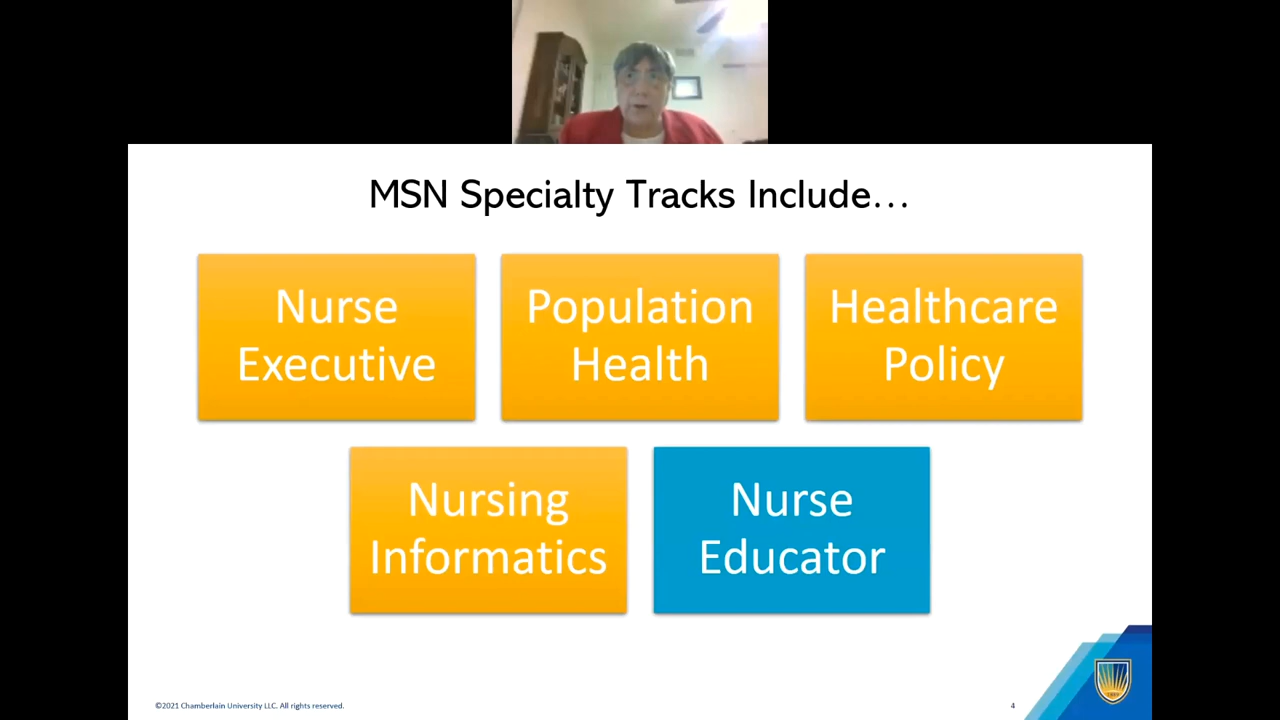 MSN Specialty Tracks Include...
Nurse
Executive
Population
Health
Healthcare
Policy
Nursing
Informatics
Nurse
Educator
©2021 Chamberlain University LLC. All rights reserved.
4